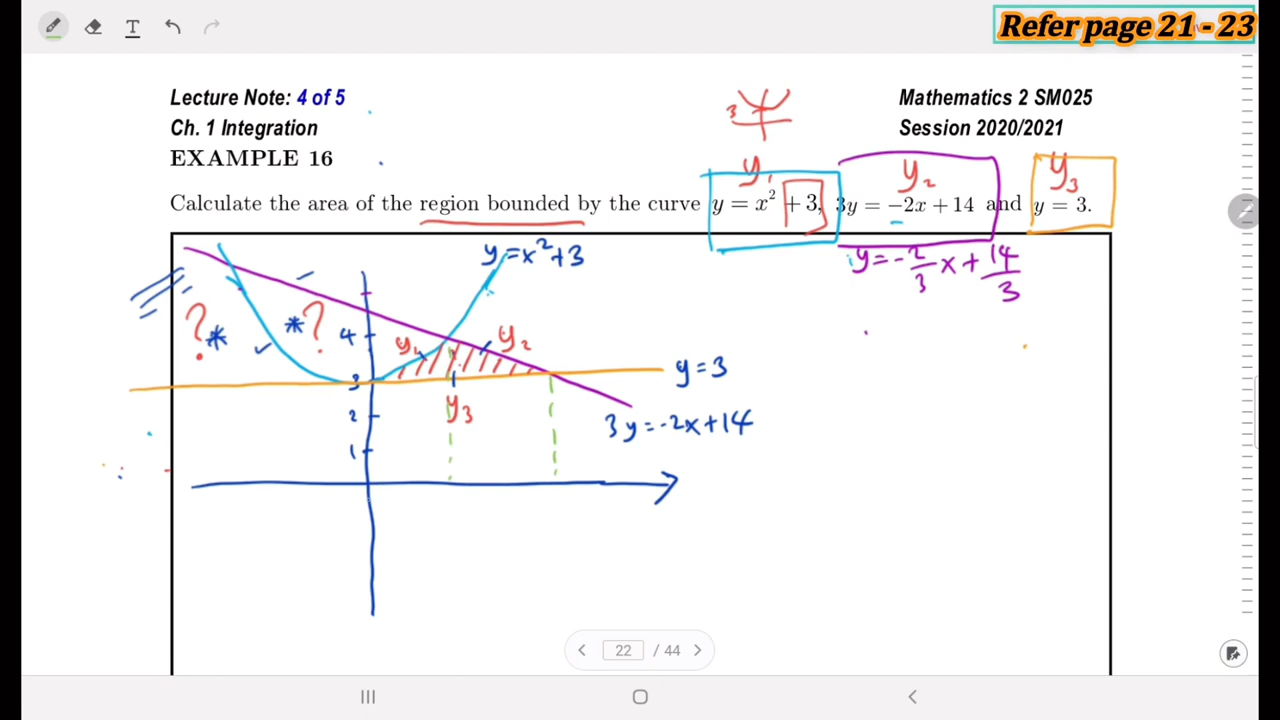 Refer page 21 - 23
Lecture Note: 4 of 5
Mathematics 2 SM025
Ch. 1 Integration
Session 2020/2021
EXAMPLE 16
3
y₁
y₂
y₃
Calculate the area of the region bounded by the curve y = x² + 3, 3y = −2x + 14 and y = 3.
y = -2/3 x + 14/3
y = x² + 3
? *
* ?
4
y₁
y₂
y = 3
3
y₃
2
3y = -2x + 14
1
22 / 44